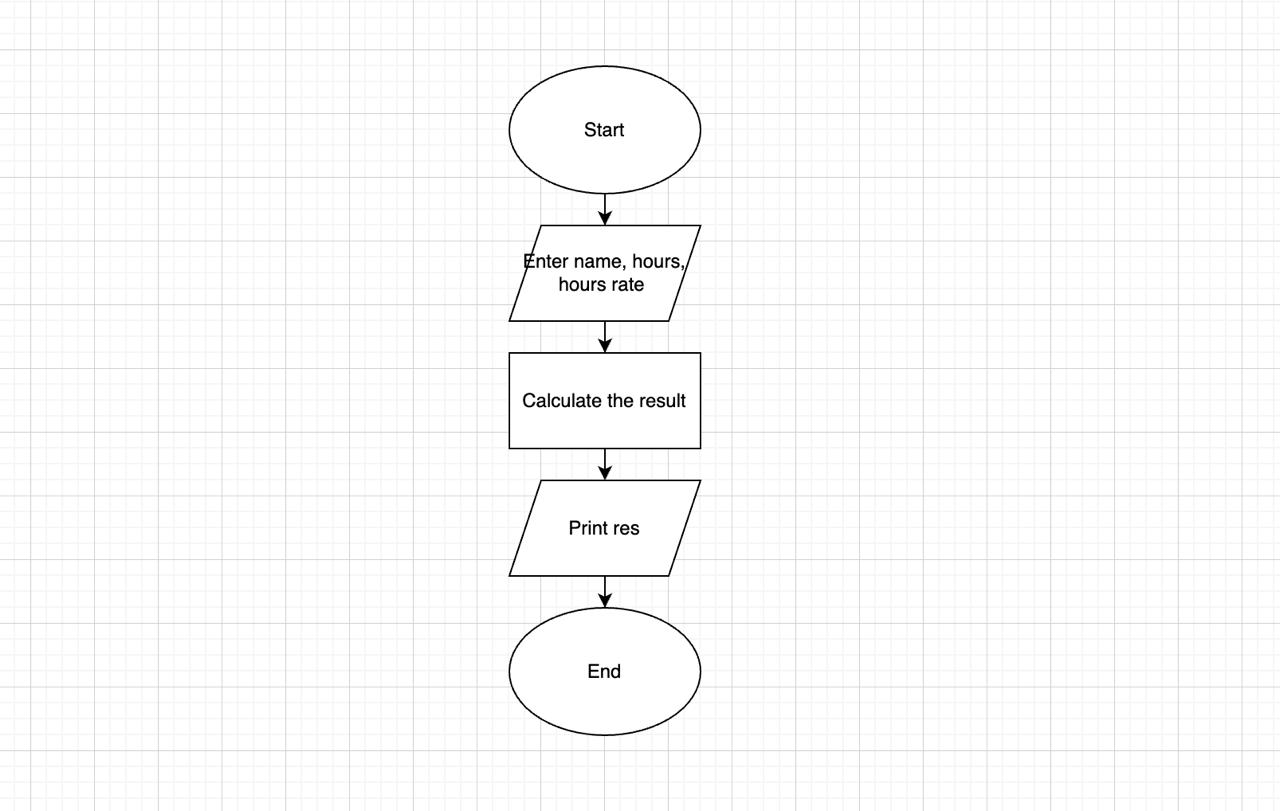 Start
Enter name, hours,
hours rate
Calculate the result
Print res
End